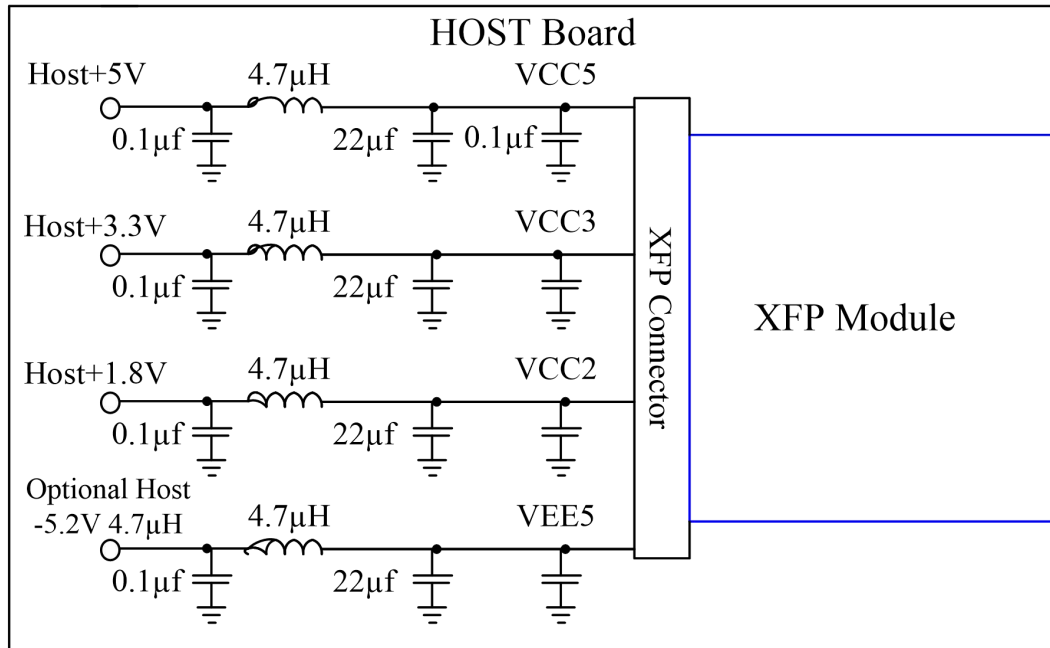 HOST Board
Host+5V
4.7µH
VCC5
0.1µf
22µf
0.1µf
Host+3.3V
4.7µH
VCC3
0.1µf
22µf
Host+1.8V
4.7µH
VCC2
0.1µf
22µf
Optional Host
-5.2V 4.7µH
4.7µH
VEE5
0.1µf
22µf
XFP Connector
XFP Module